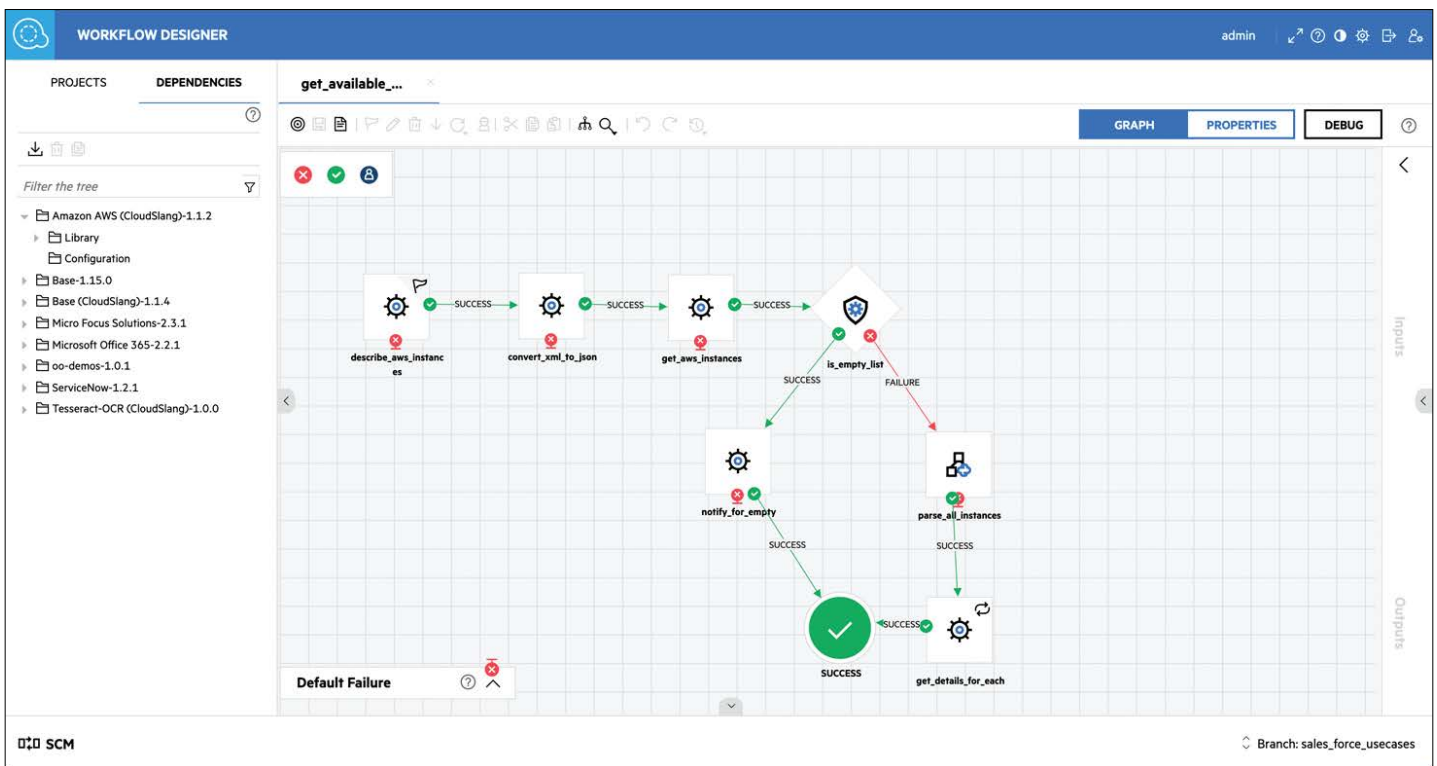 WORKFLOW DESIGNER
admin
PROJECTS
DEPENDENCIES
get_available_...
GRAPH
PROPERTIES
DEBUG
Filter the tree
Amazon AWS (CloudSlang)-1.1.2
Library
Configuration
Base-1.15.0
Base (CloudSlang)-1.1.4
Micro Focus Solutions-2.3.1
Microsoft Office 365-2.2.1
oo-demos-1.0.1
ServiceNow-1.2.1
Tesseract-OCR (CloudSlang)-1.0.0
SUCCESS
SUCCESS
SUCCESS
describe_aws_instanc
es
convert_xml_to_json
get_aws_instances
is_empty_list
SUCCESS
FAILURE
notify_for_empty
parse_all_instances
SUCCESS
SUCCESS
SUCCESS
SUCCESS
get_details_for_each
Inputs
Outputs
Default Failure
SCM
Branch: sales_force_usecases